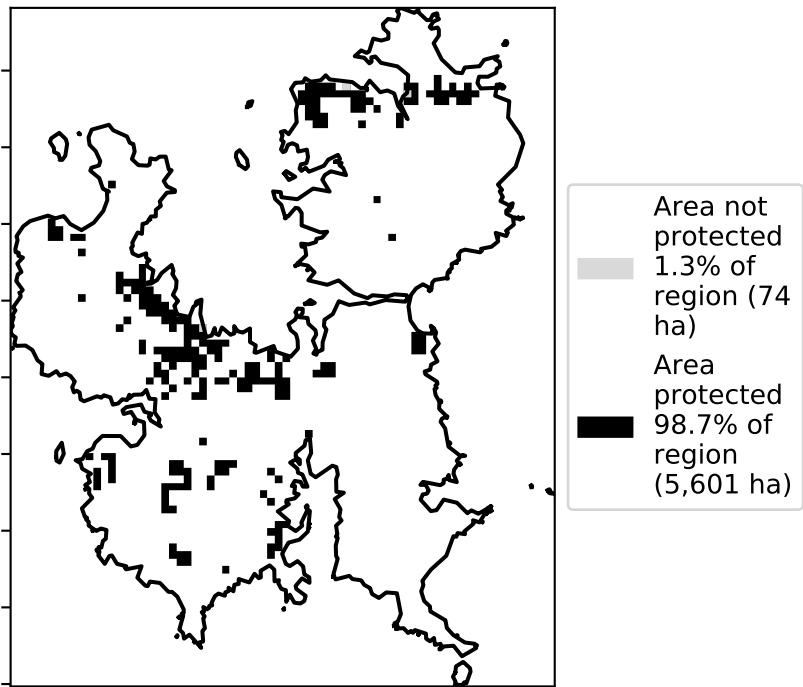 Area not
protected
1.3% of
region (74
ha)
Area
protected
98.7% of
region
(5,601 ha)